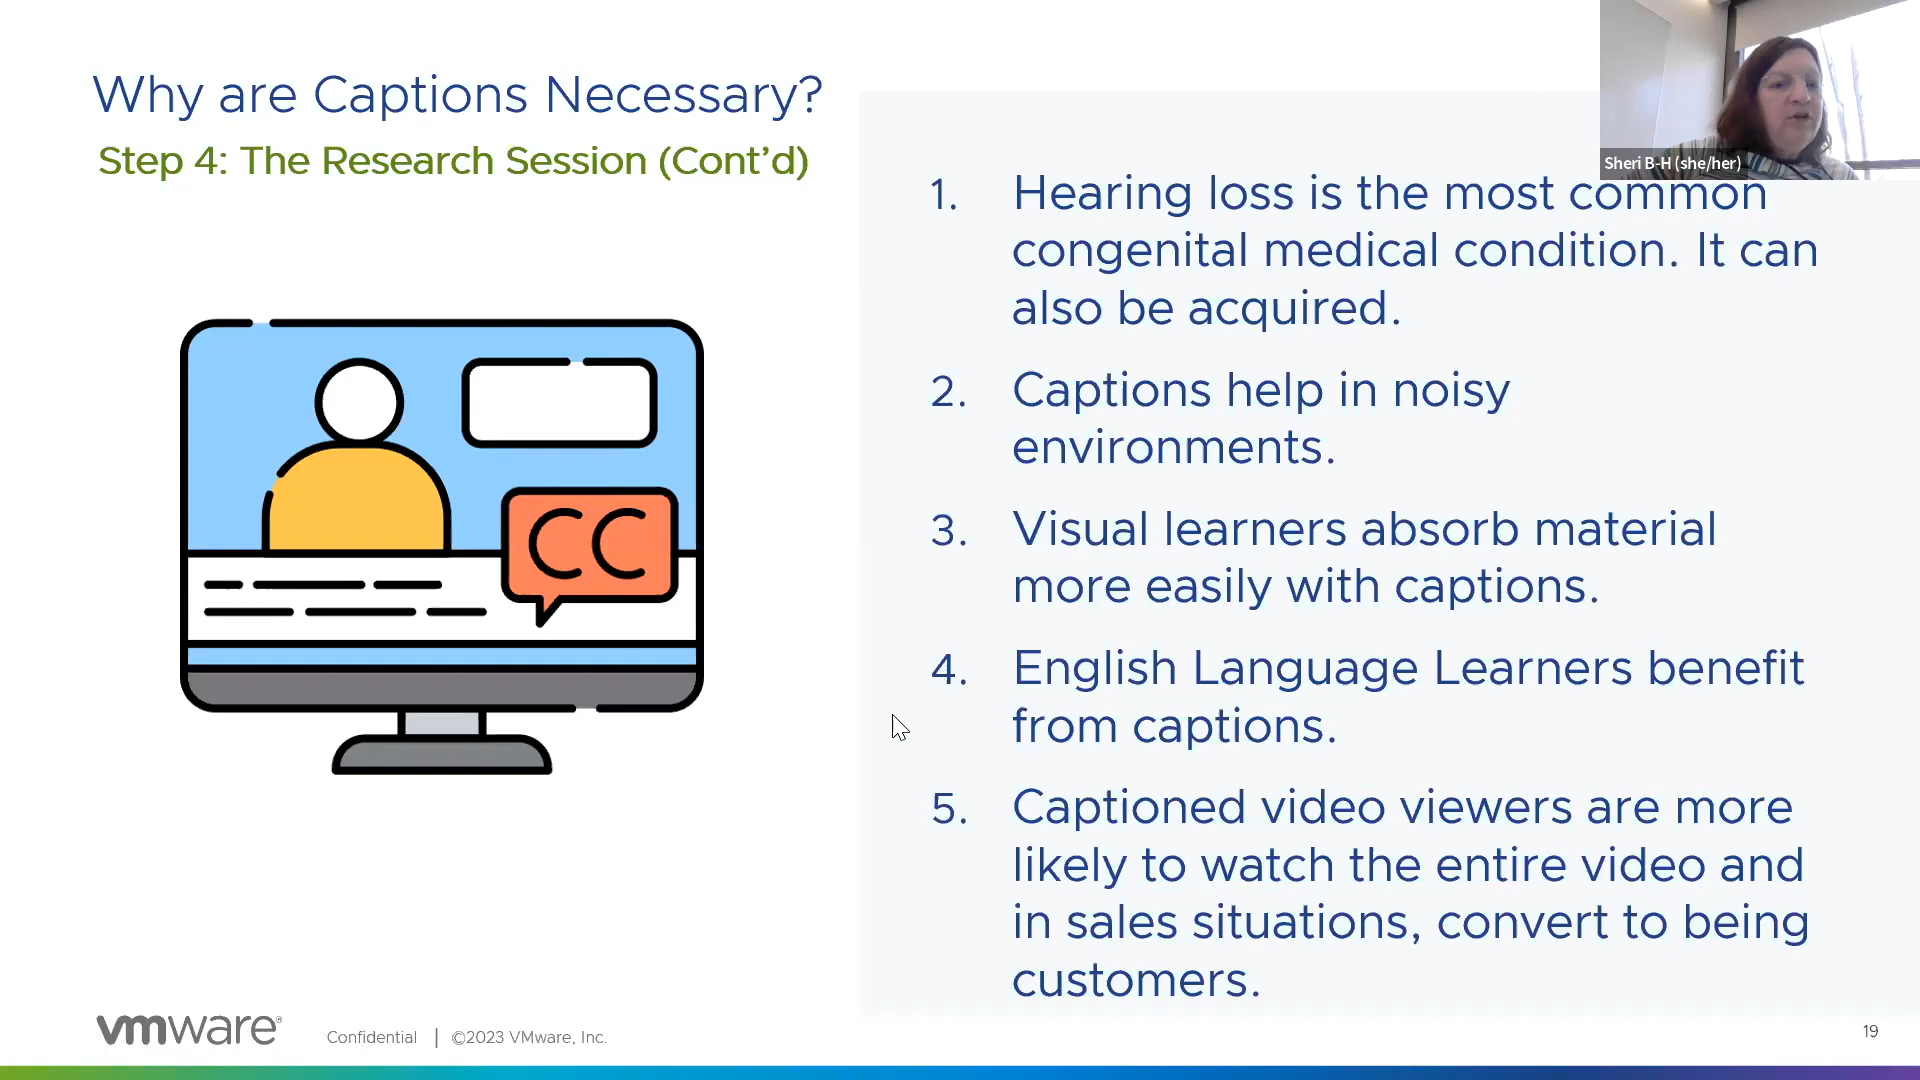 Why are Captions Necessary?
Step 4: The Research Session (Cont’d)
Sheri B-H (she/her)
1. Hearing loss is the most common
congenital medical condition. It can
also be acquired.
2. Captions help in noisy
environments.
3. Visual learners absorb material
more easily with captions.
4. English Language Learners benefit
from captions.
5. Captioned video viewers are more
likely to watch the entire video and
in sales situations, convert to being
customers.
CC
vmware®
Confidential | ©2023 VMware, Inc.
19